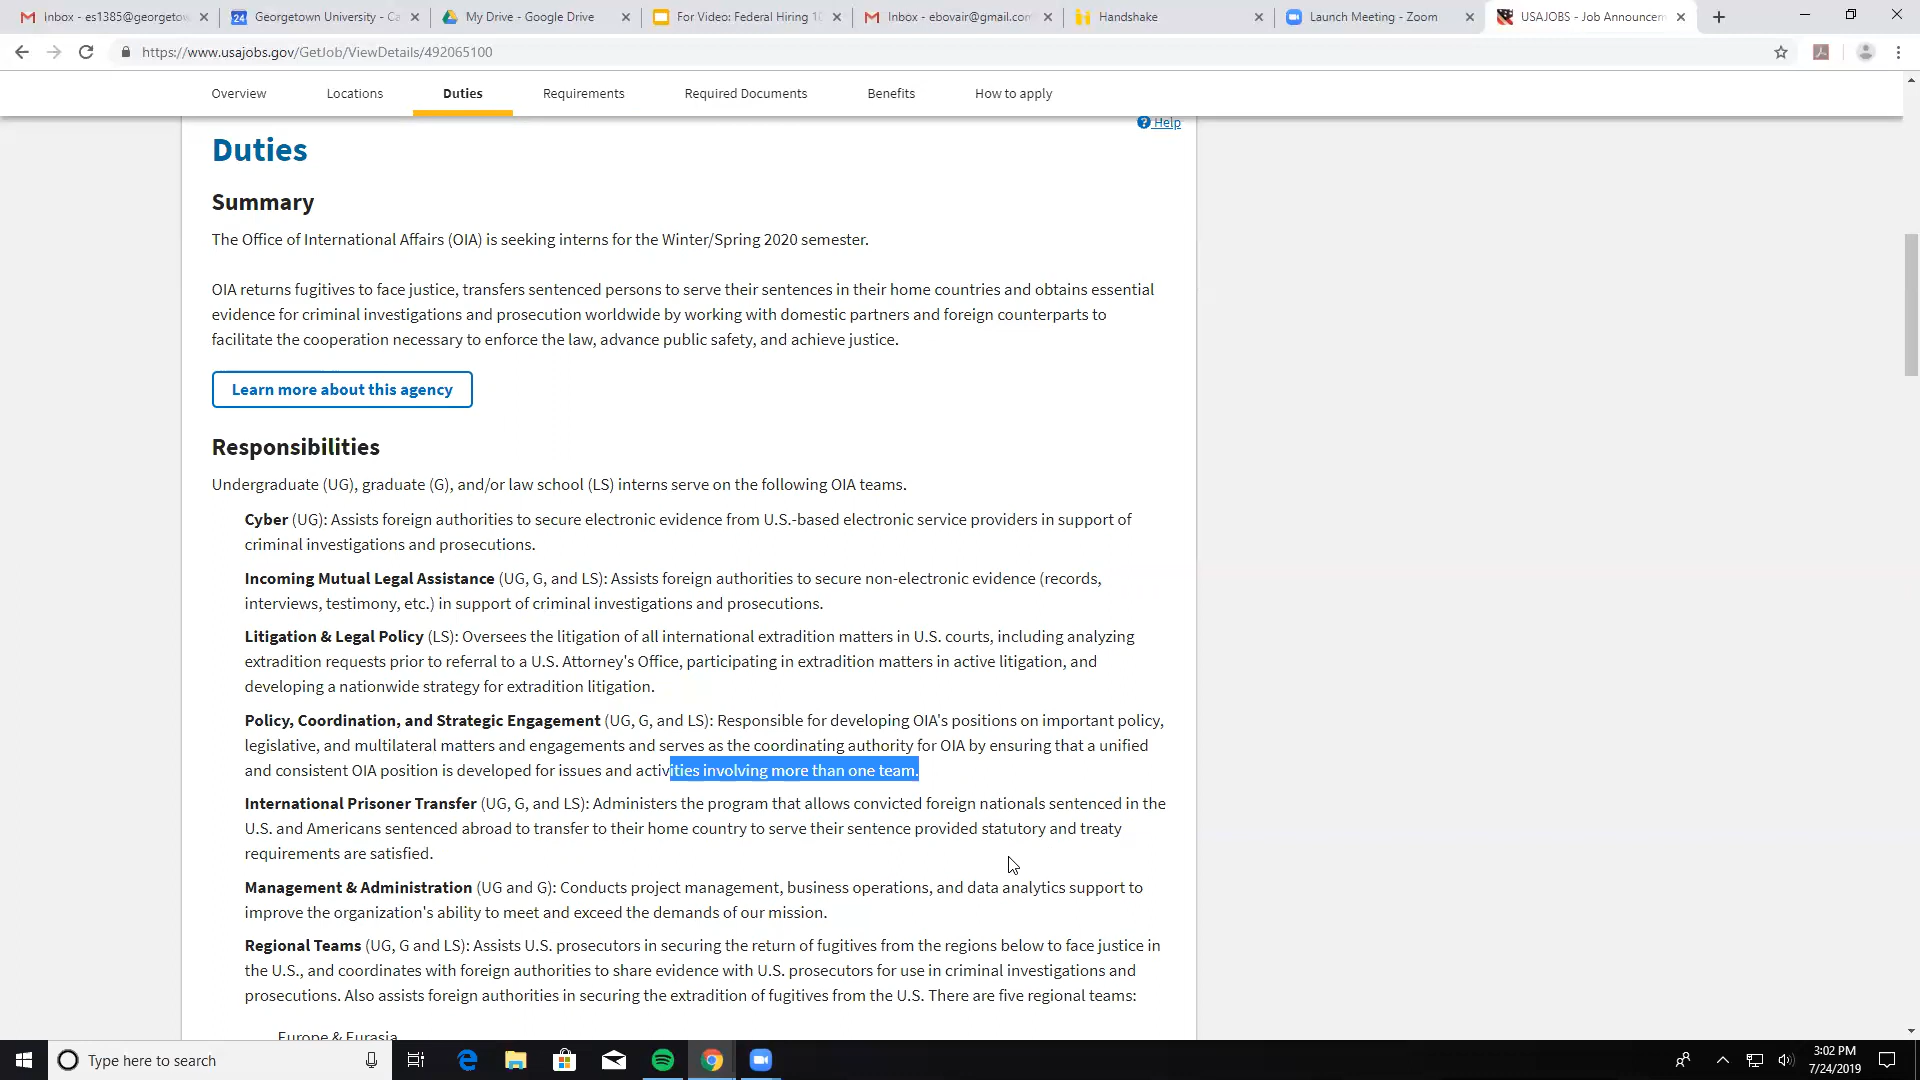 Inbox - es1385@georgetow
Georgetown University - Ca
My Drive - Google Drive
For Video: Federal Hiring 10
Inbox - ebovair@gmail.com
Handshake
Launch Meeting - Zoom
USAJOBS - Job Announcemen
https://www.usajobs.gov/GetJob/ViewDetails/492065100
Overview
Locations
Duties
Requirements
Required Documents
Benefits
How to apply
Help
Duties
Summary
The Office of International Affairs (OIA) is seeking interns for the Winter/Spring 2020 semester.
OIA returns fugitives to face justice, transfers sentenced persons to serve their sentences in their home countries and obtains essential
evidence for criminal investigations and prosecution worldwide by working with domestic partners and foreign counterparts to
facilitate the cooperation necessary to enforce the law, advance public safety, and achieve justice.
Learn more about this agency
Responsibilities
Undergraduate (UG), graduate (G), and/or law school (LS) interns serve on the following OIA teams.
Cyber (UG): Assists foreign authorities to secure electronic evidence from U.S.-based electronic service providers in support of
criminal investigations and prosecutions.
Incoming Mutual Legal Assistance (UG, G, and LS): Assists foreign authorities to secure non-electronic evidence (records,
interviews, testimony, etc.) in support of criminal investigations and prosecutions.
Litigation & Legal Policy (LS): Oversees the litigation of all international extradition matters in U.S. courts, including analyzing
extradition requests prior to referral to a U.S. Attorney's Office, participating in extradition matters in active litigation, and
developing a nationwide strategy for extradition litigation.
Policy, Coordination, and Strategic Engagement (UG, G, and LS): Responsible for developing OIA's positions on important policy,
legislative, and multilateral matters and engagements and serves as the coordinating authority for OIA by ensuring that a unified
and consistent OIA position is developed for issues and activities involving more than one team.
International Prisoner Transfer (UG, G, and LS): Administers the program that allows convicted foreign nationals sentenced in the
U.S. and Americans sentenced abroad to transfer to their home country to serve their sentence provided statutory and treaty
requirements are satisfied.
Management & Administration (UG and G): Conducts project management, business operations, and data analytics support to
improve the organization's ability to meet and exceed the demands of our mission.
Regional Teams (UG, G and LS): Assists U.S. prosecutors in securing the return of fugitives from the regions below to face justice in
the U.S., and coordinates with foreign authorities to share evidence with U.S. prosecutors for use in criminal investigations and
prosecutions. Also assists foreign authorities in securing the extradition of fugitives from the U.S. There are five regional teams:
Europe & Eurasia
Type here to search
3:02 PM
7/24/2019